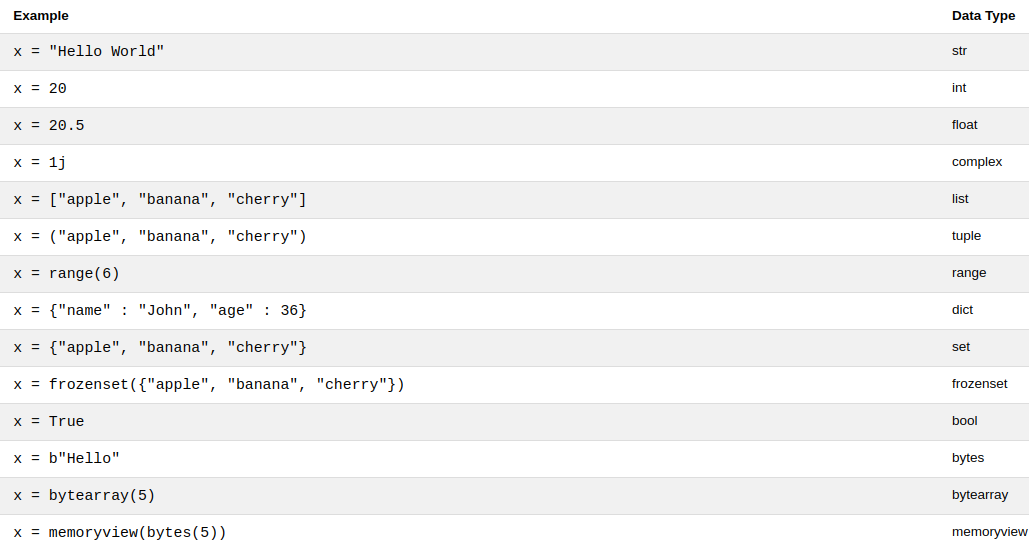 Example Data Type
x = "Hello World" str
x = 20 int
x = 20.5 float
x = 1j complex
x = ["apple", "banana", "cherry"] list
x = ("apple", "banana", "cherry") tuple
x = range(6) range
x = {"name" : "John", "age" : 36} dict
x = {"apple", "banana", "cherry"} set
x = frozenset({"apple", "banana", "cherry"}) frozenset
x = True bool
x = b"Hello" bytes
x = bytearray(5) bytearray
x = memoryview(bytes(5)) memoryview